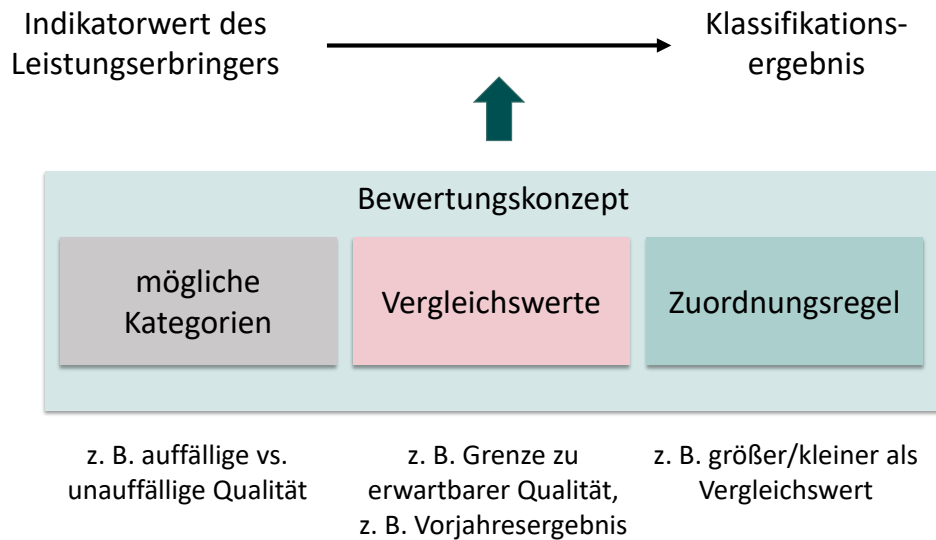 Indikatorwert des
Leistungserbringers
Klassifikations-
ergebnis
Bewertungskonzept
mögliche
Kategorien
Vergleichswerte
Zuordnungsregel
z. B. auffällige vs.
unauffällige Qualität
z. B. Grenze zu
erwartbarer Qualität,
z. B. Vorjahresergebnis
z. B. größer/kleiner als
Vergleichswert